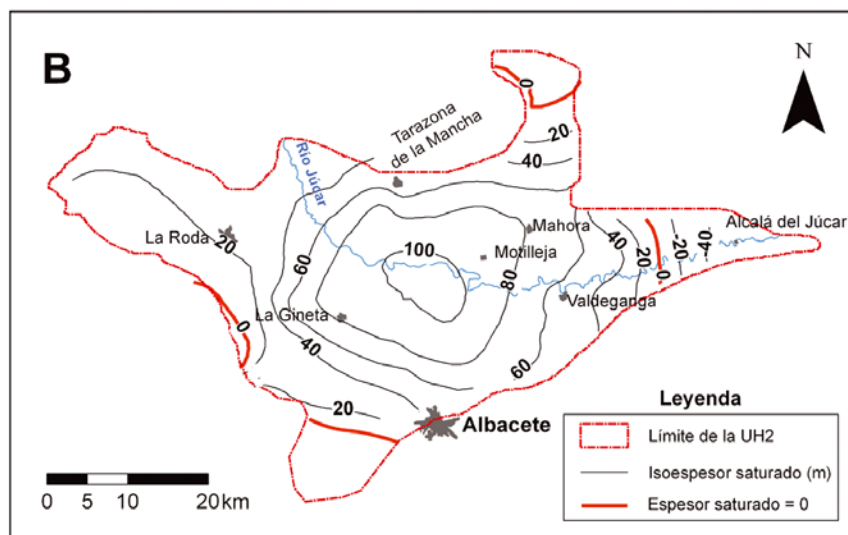 B
N
0
Tarazona
de la Mancha
20
40
Río Júcar
La Roda
20
60
Mahora
Motilleja
100
80
40
20
0
-20
-40
Alcalá del Júcar
Valdeganga
La Gineta
0
40
60
20
Albacete
0 5 10 20 km
Leyenda
Límite de la UH2
Isoespesor saturado (m)
Espesor saturado = 0